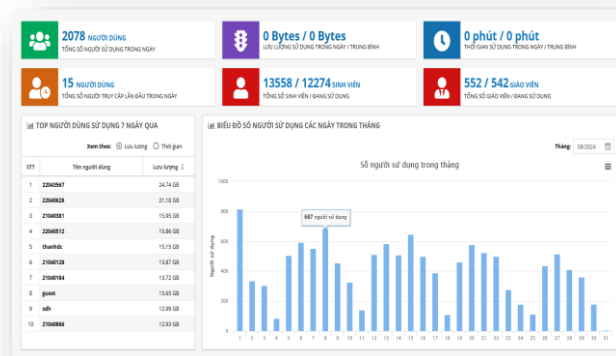 2078 NGƯỜI DÙNG
TỔNG SỐ NGƯỜI SỬ DỤNG TRONG NGÀY
0 Bytes / 0 Bytes
LƯU LƯỢNG SỬ DỤNG TRONG NGÀY / TRUNG BÌNH
0 phút / 0 phút
THỜI GIAN SỬ DỤNG TRONG NGÀY / TRUNG BÌNH
15 NGƯỜI DÙNG
TỔNG SỐ NGƯỜI TRUY CẬP LẦN ĐẦU TRONG NGÀY
13558 / 12274 SINH VIÊN
TỔNG SỐ SINH VIÊN / ĐANG SỬ DỤNG
552 / 542 GIÁO VIÊN
TỔNG SỐ GIÁO VIÊN / ĐANG SỬ DỤNG
TOP NGƯỜI DÙNG SỬ DỤNG 7 NGÀY QUA
Xem theo: Lưu lượng Thời gian
STT Tên người dùng Lưu lượng
1 22043567 24.74 GB
2 22040628 21.18 GB
3 21040381 15.95 GB
4 22040512 15.86 GB
5 thanhdc 15.15 GB
6 21040128 13.87 GB
7 21040184 13.72 GB
8 guest 13.65 GB
9 sdh 12.99 GB
10 21040866 12.93 GB
BIỂU ĐỒ SỐ NGƯỜI SỬ DỤNG CÁC NGÀY TRONG THÁNG
Tháng: 08/2024
Số người sử dụng trong tháng
Người sử dụng
1000
800
600
400
200
0
687 người sử dụng
1 2 3 4 5 6 7 8 9 10 11 12 13 14 15 16 17 18 19 20 21 22 23 24 25 26 27 28 29 30 31